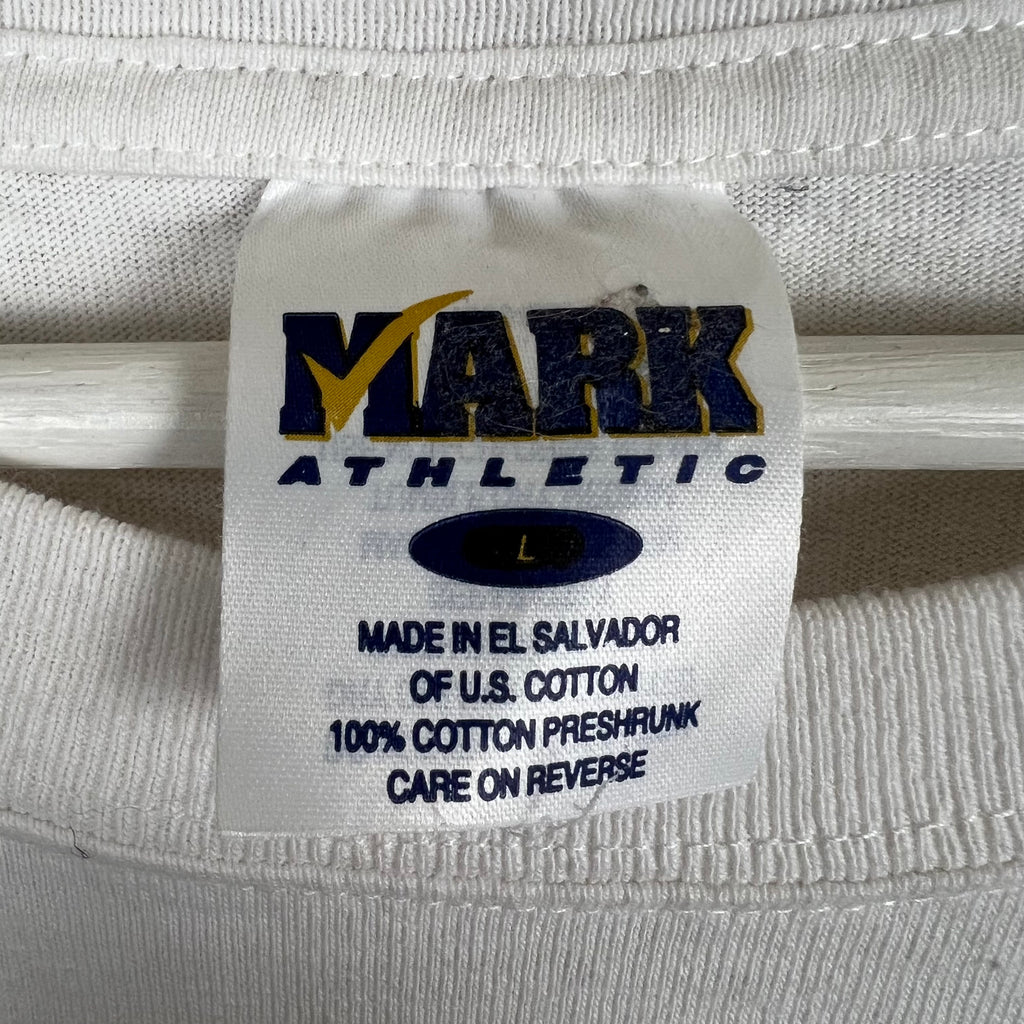 MARK
ATHLETIC
L
MADE IN EL SALVADOR
OF U.S. COTTON
100% COTTON PRESHRUNK
CARE ON REVERSE